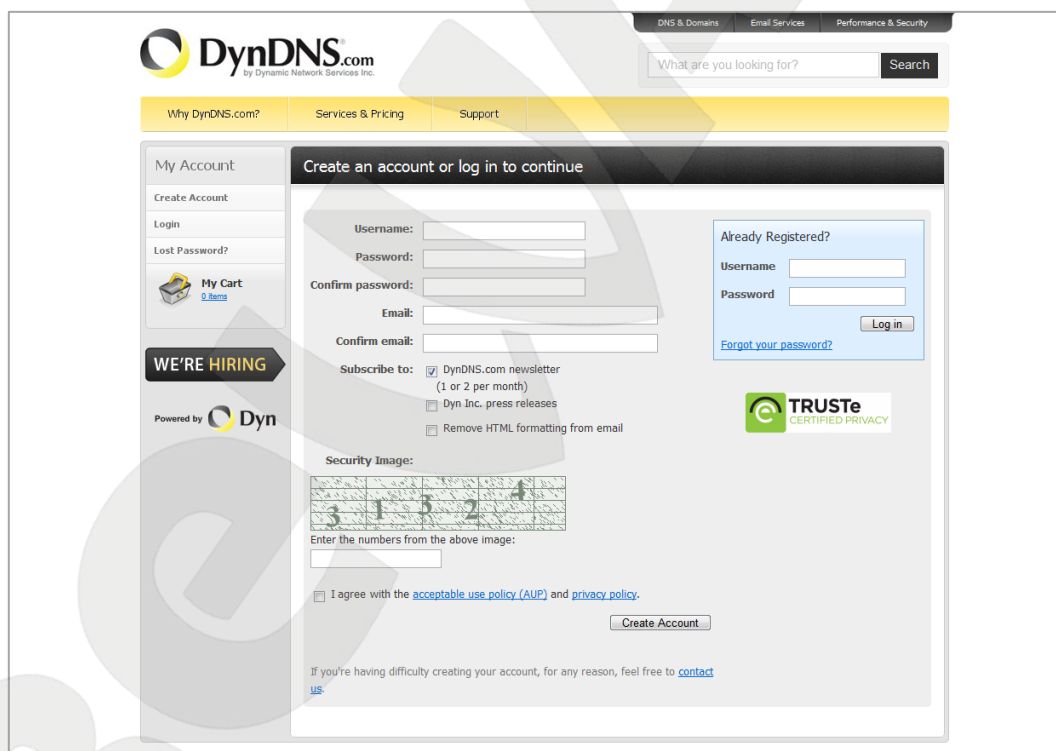 DNS & Domains Email Services Performance & Security
DynDNS.com
by Dynamic Network Services Inc.
What are you looking for? Search
Why DynDNS.com? Services & Pricing Support
My Account
Create Account
Login
Lost Password?
My Cart
0 items
WE'RE HIRING
Powered by Dyn
Create an account or log in to continue
Username:
Password:
Confirm password:
Email:
Confirm email:
Subscribe to: DynDNS.com newsletter
(1 or 2 per month)
Dyn Inc. press releases
Remove HTML formatting from email
Security Image:
3 1 3 2 4
Enter the numbers from the above image:
I agree with the acceptable use policy (AUP) and privacy policy.
Create Account
If you're having difficulty creating your account, for any reason, feel free to contact
us.
Already Registered?
Username
Password
Log in
Forgot your password?
TRUSTe
CERTIFIED PRIVACY